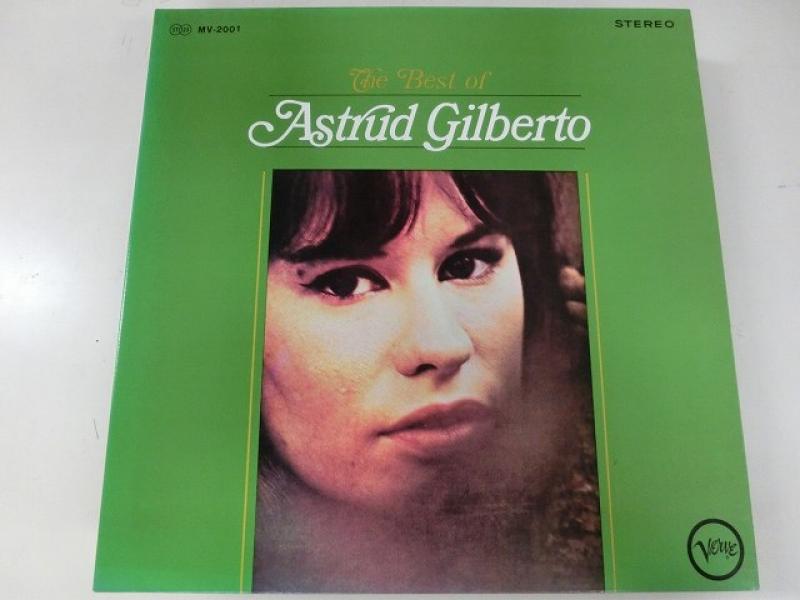 MV-2001
STEREO
The Best of
Astrud Gilberto
Verve